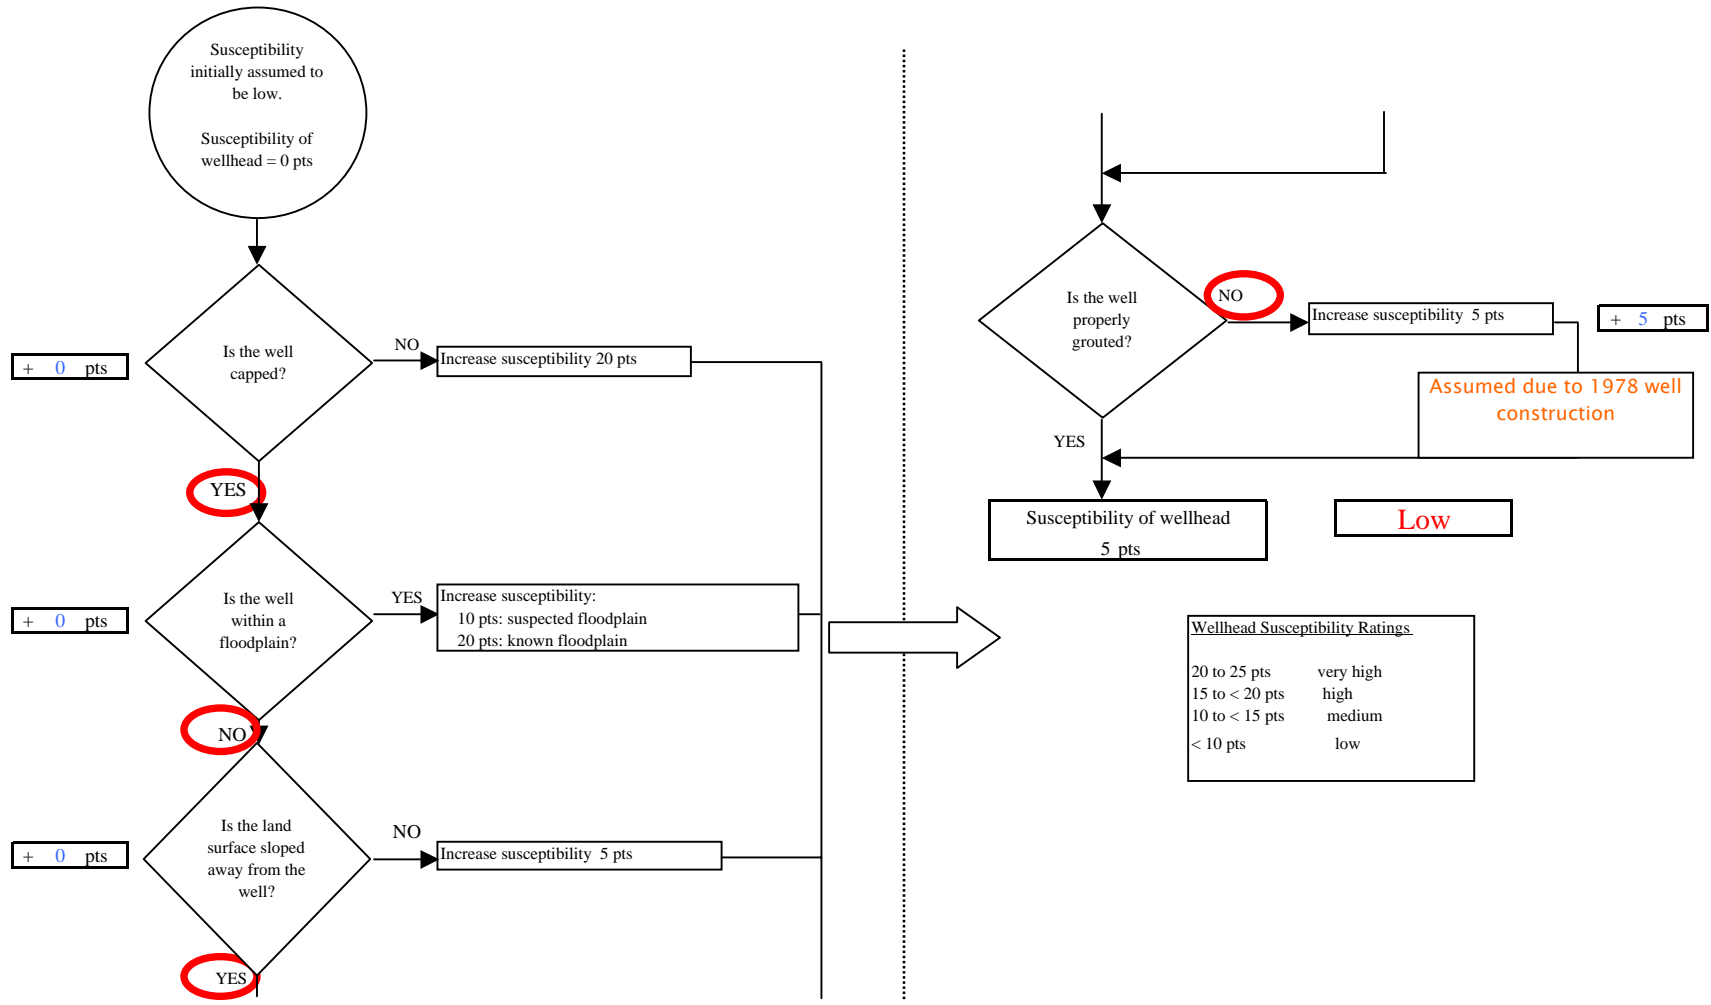 Susceptibility
initially assumed to
be low.
Susceptibility of
wellhead = 0 pts
+ 0 pts
Is the well
capped?
NO
Increase susceptibility 20 pts
YES
+ 0 pts
Is the well
within a
floodplain?
YES
Increase susceptibility:
10 pts: suspected floodplain
20 pts: known floodplain
NO
+ 0 pts
Is the land
surface sloped
away from the
well?
NO
Increase susceptibility 5 pts
YES
Is the well
properly
grouted?
NO
Increase susceptibility 5 pts
+ 5 pts
Assumed due to 1978 well
construction
YES
Susceptibility of wellhead
5 pts
Low
Wellhead Susceptibility Ratings
20 to 25 pts very high
15 to < 20 pts high
10 to < 15 pts medium
< 10 pts low